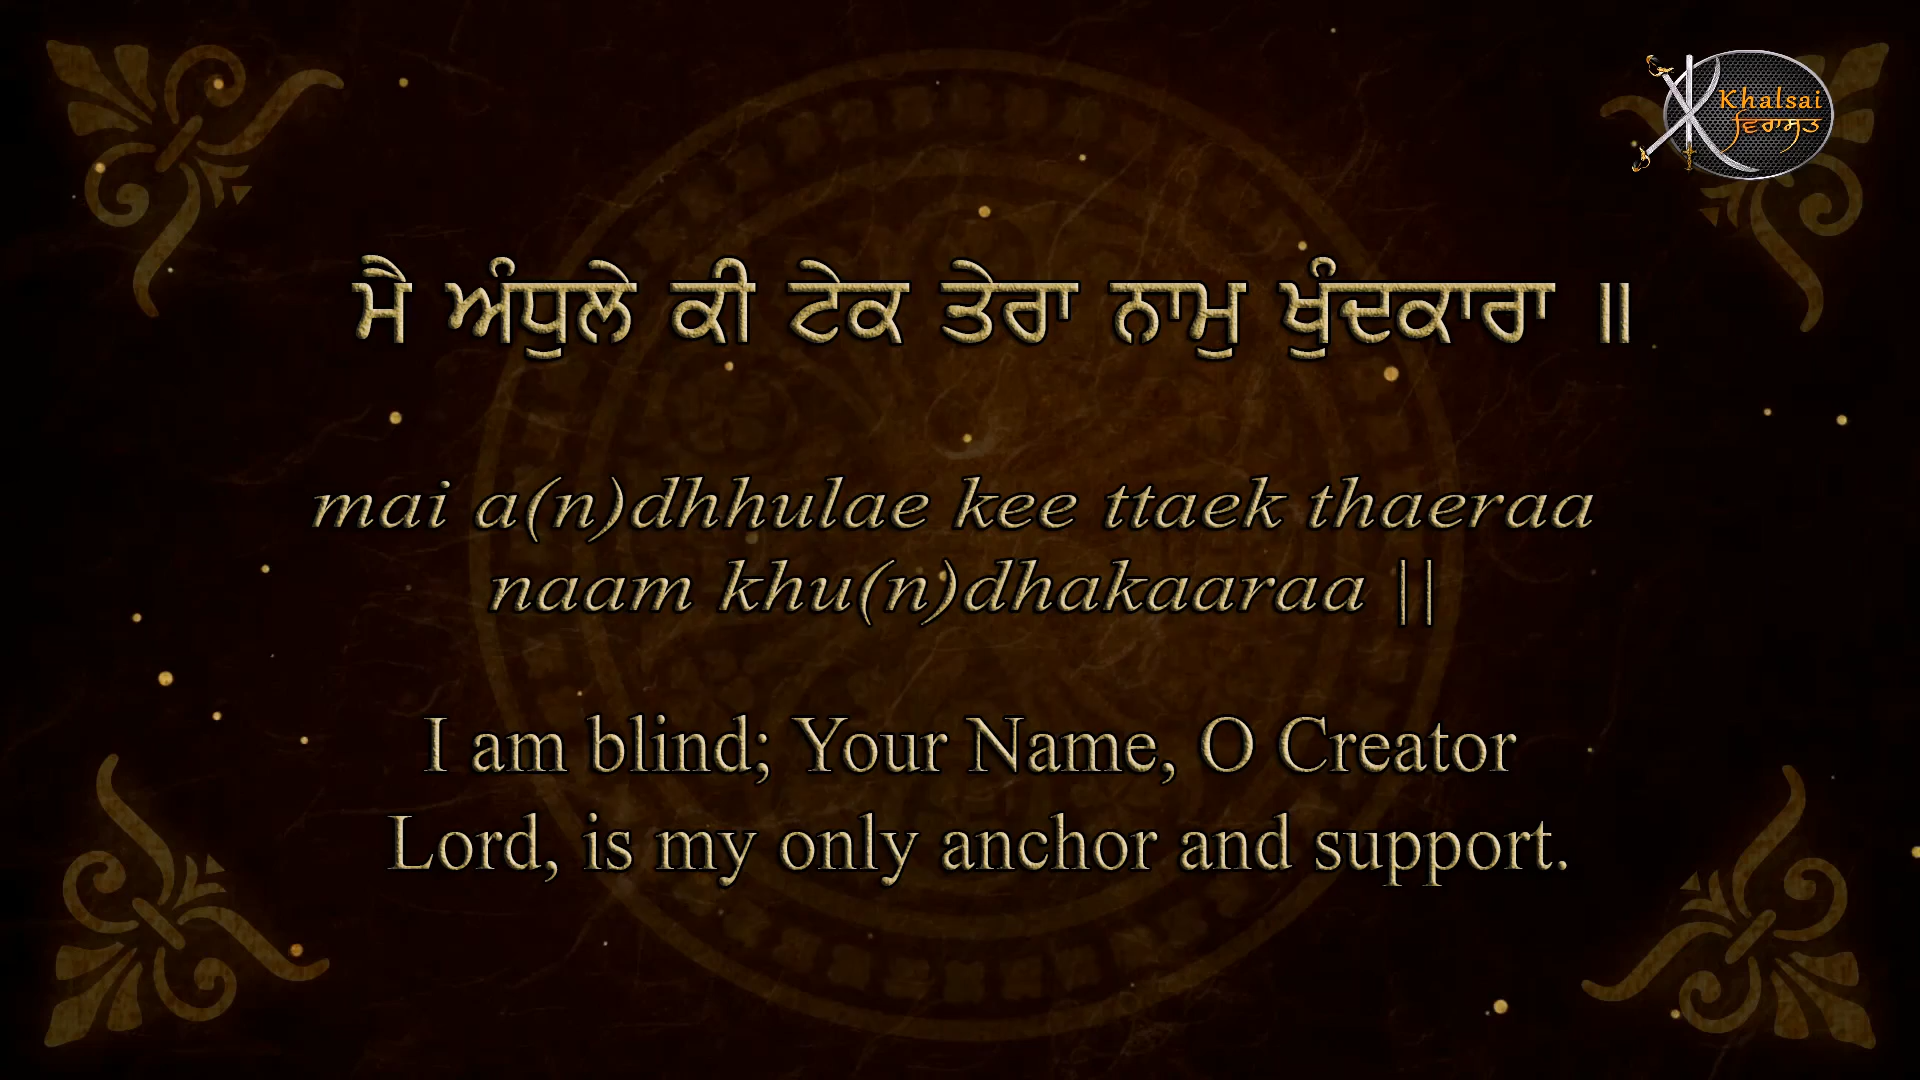 Khalsai
ਵਿਰਾਸਤ
ਮੈ ਅੰਧੁਲੇ ਕੀ ਟੇਕ ਤੇਰਾ ਨਾਮੁ ਖੁੰਦਕਾਰਾ ॥
mai a(n)dhhulae kee ttaek thaeraa
naam khu(n)dhakaaraa ||
I am blind; Your Name, O Creator
Lord, is my only anchor and support.